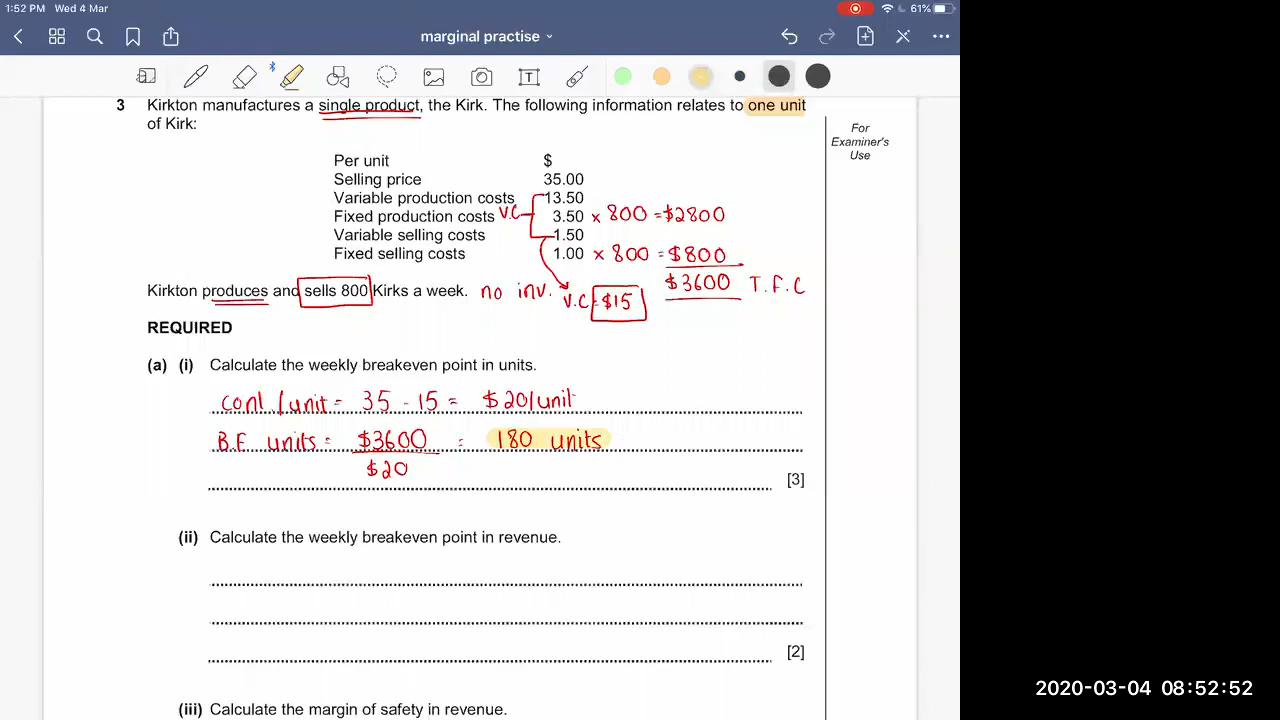 1:52 PM Wed 4 Mar
61%
marginal practise
3 Kirkton manufactures a single product, the Kirk. The following information relates to one unit
of Kirk:
For
Examiner's
Use
Per unit $
Selling price 35.00
Variable production costs 13.50
Fixed production costs V.C 3.50 × 800 = $2800
Variable selling costs 1.50
Fixed selling costs 1.00 × 800 = $800
$3600 T.F.C
Kirkton produces and sells 800 Kirks a week. no inv. V.C = $15
REQUIRED
(a) (i) Calculate the weekly breakeven point in units.
cont./unit = 35 - 15 = $20/unit
B.E units = $3600 = 180 units
$20
[3]
(ii) Calculate the weekly breakeven point in revenue.
[2]
(iii) Calculate the margin of safety in revenue.
2020-03-04 08:52:52